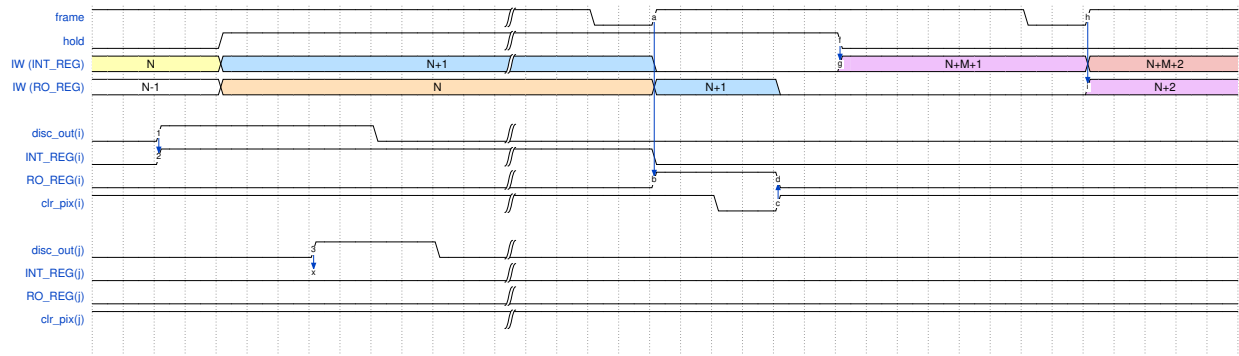 frame a h
hold f
IW (INT_REG) N N+1 g N+M+1 N+M+2
IW (RO_REG) N-1 N N+1 i N+2
disc_out(i) 1
INT_REG(i) 2
RO_REG(i) b d
clr_pix(i) c
disc_out(j) 3
INT_REG(j) x
RO_REG(j)
clr_pix(j)